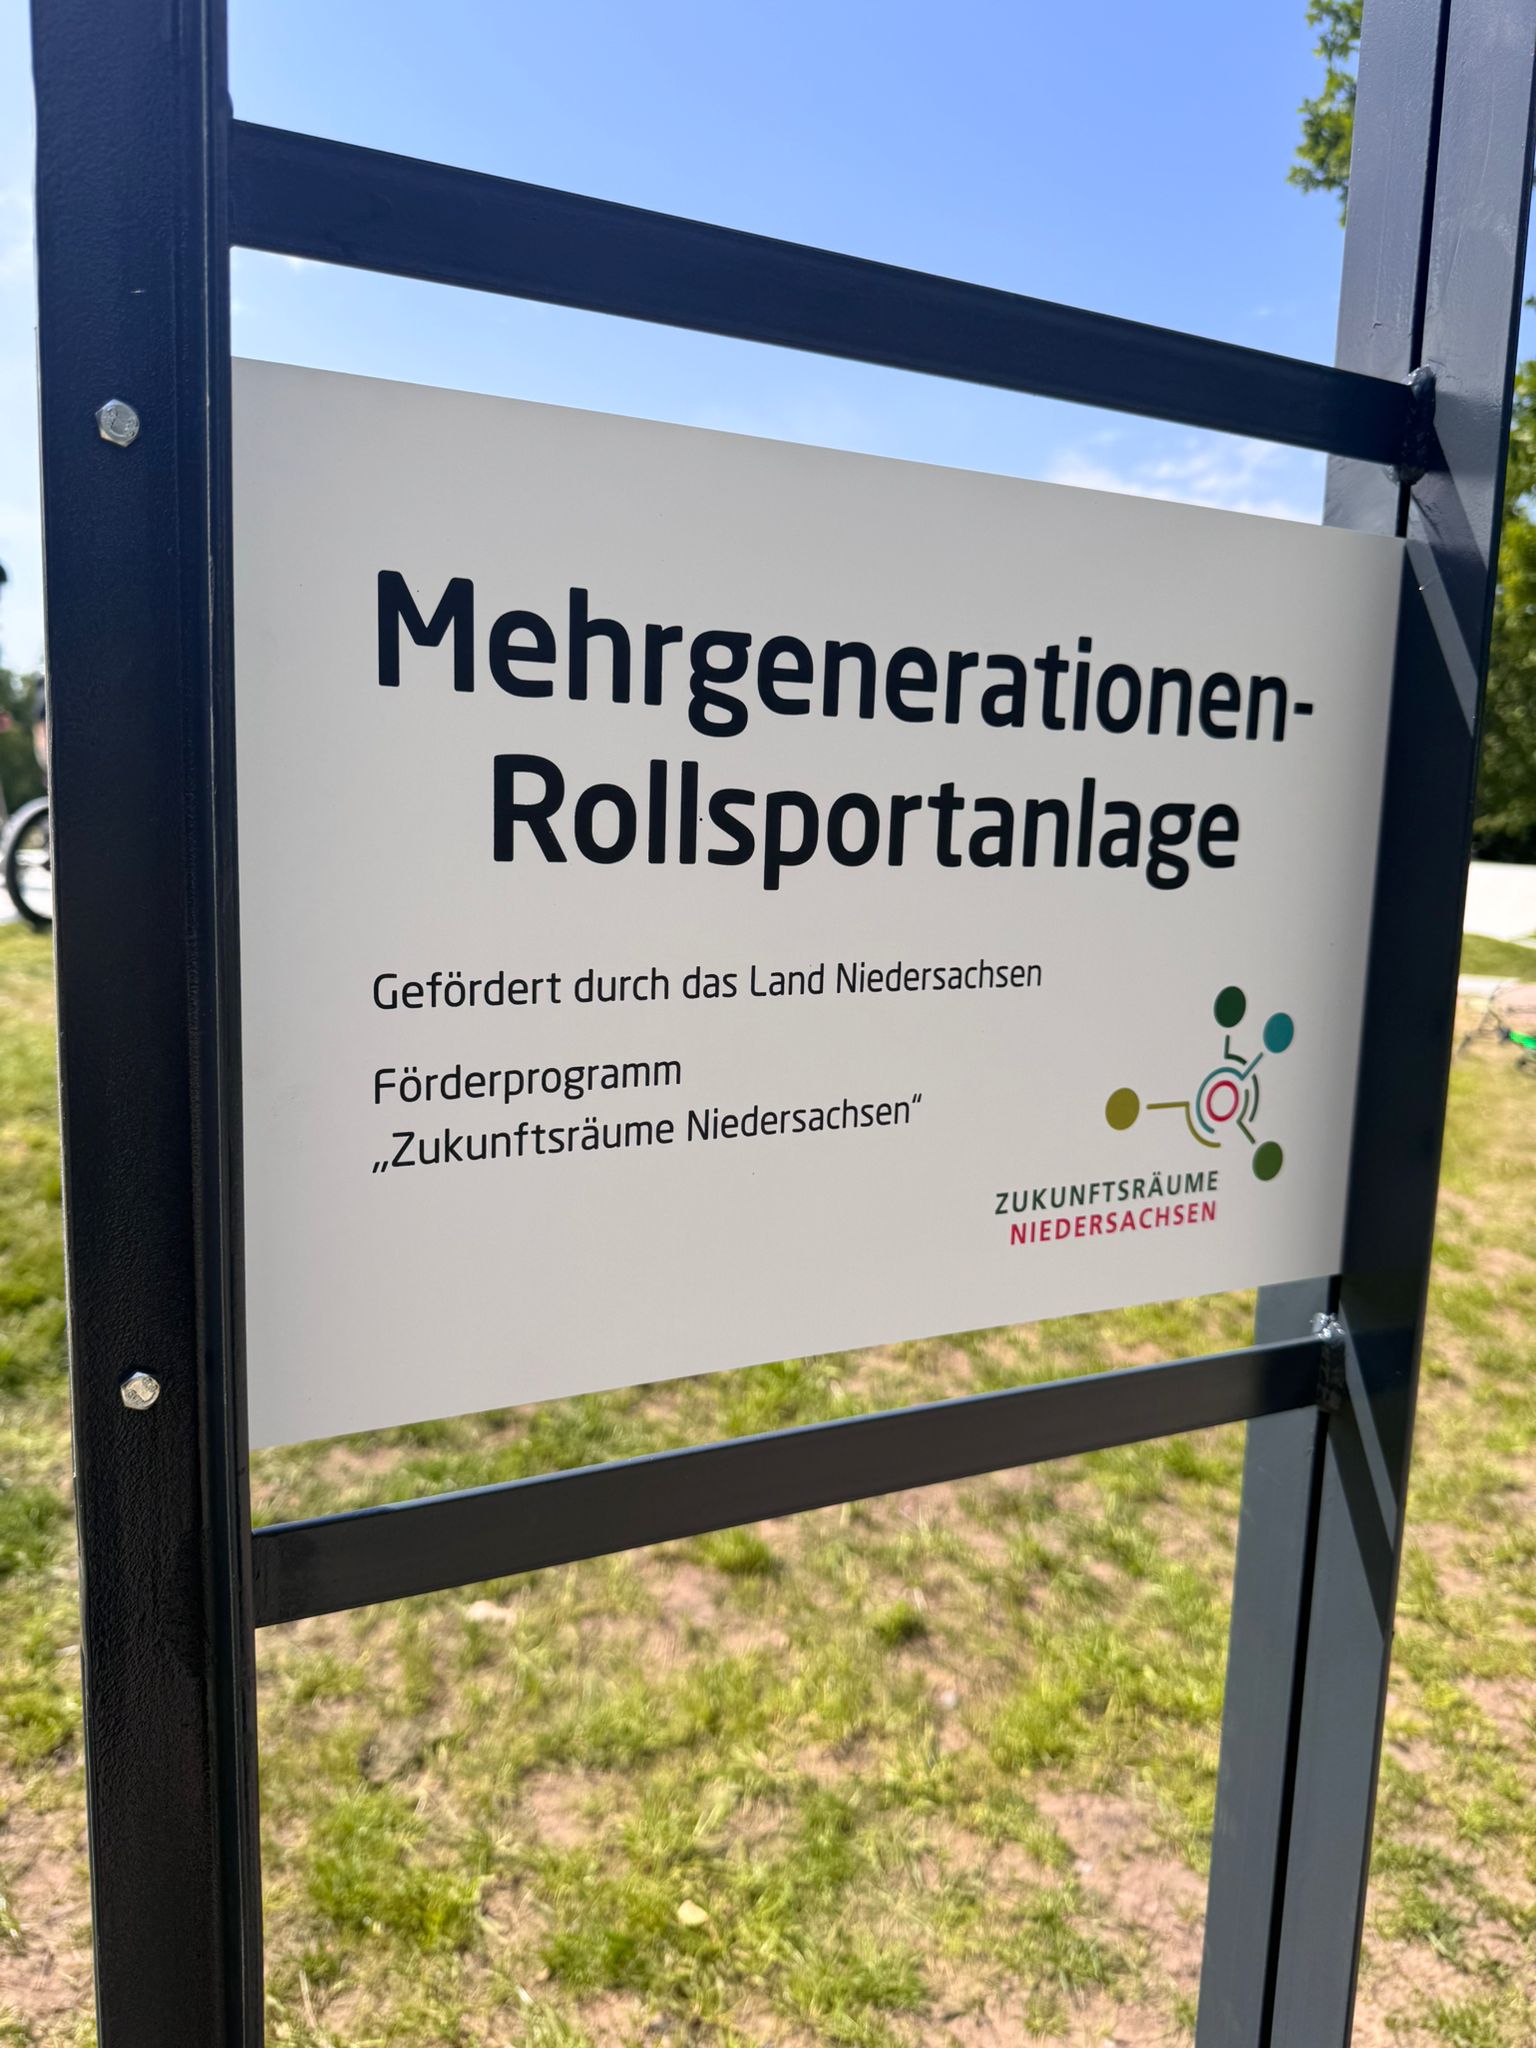 Mehrgenerationen-
Rollsportanlage
Gefördert durch das Land Niedersachsen
Förderprogramm
„Zukunftsräume Niedersachsen“
ZUKUNFTSRÄUME
NIEDERSACHSEN